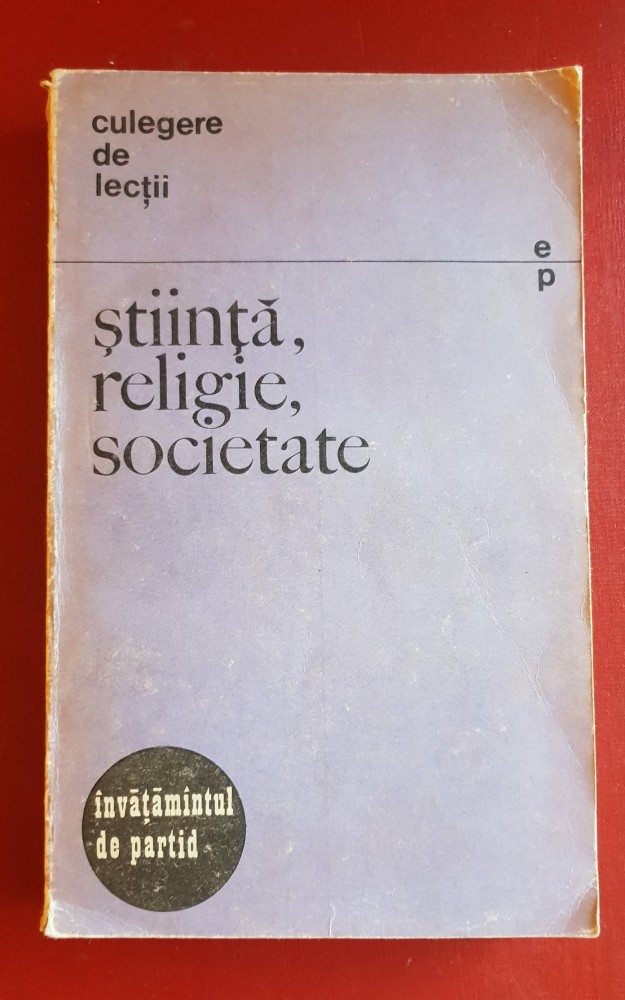 culegere
de
lecții
e
p
știință,
religie,
societate
învățămîntul
de partid